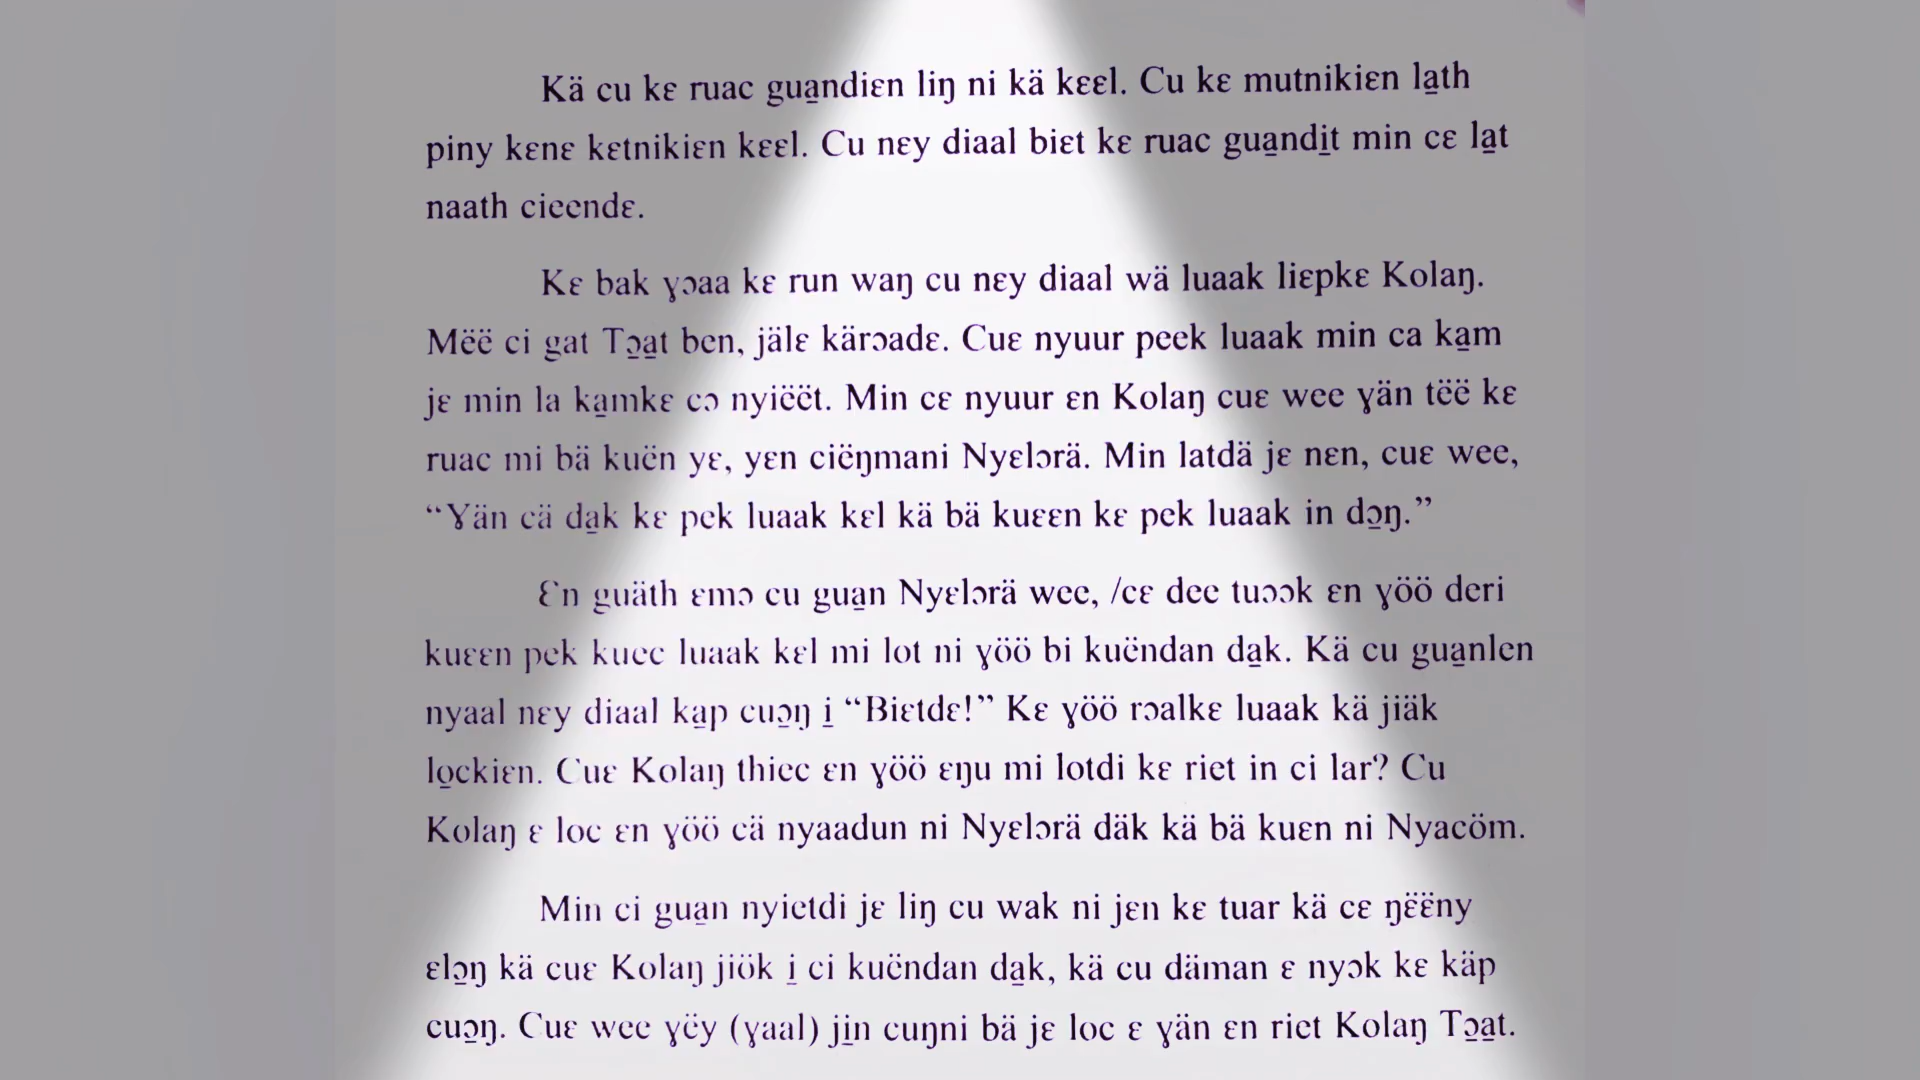 Kä cu kɛ ruac gua̱ndiɛn liŋ ni kä kɛɛl. Cu kɛ mutnikiɛn la̱th
piny kɛnɛ kɛtnikiɛn kɛɛl. Cu nɛy diaal biɛt kɛ ruac gua̱ndi̱t min cɛ la̱t
naath cieendɛ.
Kɛ bak ɣɔaa kɛ run waŋ cu nɛy diaal wä luaak liɛpkɛ Kolaŋ.
Mëë ci gat Tɔ̱a̱t ben, jälɛ kärɔadɛ. Cuɛ nyuur peek luaak min ca ka̱m
jɛ min la ka̱mkɛ cɔ nyiëët. Min cɛ nyuur ɛn Kolaŋ cuɛ wee ɣän tëë kɛ
ruac mi bä kuën yɛ, yɛn ciëŋmani Nyɛlɔrä. Min latdä jɛ nɛn, cuɛ wee,
“Ɣän cä da̱k kɛ pek luaak kɛl kä bä kuɛɛn kɛ pek luaak in dɔ̱ŋ.”
Ɛn guäth ɛmɔ cu gua̱n Nyɛlɔrä wee, /cɛ dee tuɔɔk ɛn ɣöö deri
kuɛɛn pek kuec luaak kɛl mi lot ni ɣöö bi kuëndan da̱k. Kä cu gua̱nlen
nyaal nɛy diaal ka̱p cuɔ̱ŋ i̱ “Biɛtdɛ!” Kɛ ɣöö rɔalkɛ luaak kä jiäk
lo̱ckiɛn. Cuɛ Kolaŋ thiec ɛn ɣöö ɛŋu mi lotdi kɛ riet in ci lar? Cu
Kolaŋ ɛ loc ɛn ɣöö cä nyaadun ni Nyɛlɔrä däk kä bä kuɛn ni Nyacöm.
Min ci gua̱n nyietdi jɛ liŋ cu wak ni jɛn kɛ tuar kä cɛ ŋɛ̈ɛ̈ny
ɛlɔ̱ŋ kä cuɛ Kolaŋ jiök i̱ ci kuëndan da̱k, kä cu däman ɛ nyɔk kɛ käp
cuɔ̱ŋ. Cuɛ wee ɣëy (ɣaal) ji̱n cuŋni bä jɛ loc ɛ ɣän ɛn riet Kolaŋ Tɔ̱a̱t.